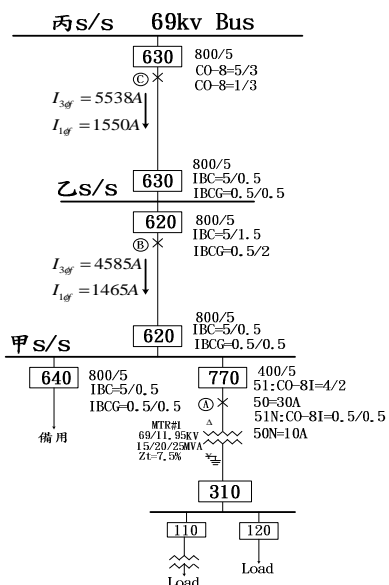 丙s/s 69kv Bus
630
800/5
CO-8=5/3
CO-8=1/3
Ⓒ
I3φf = 5538A
I1φf = 1550A
630
800/5
IBC=5/0.5
IBCG=0.5/0.5
乙s/s
620
800/5
IBC=5/1.5
IBCG=0.5/2
Ⓑ
I3φf = 4585A
I1φf = 1465A
620
800/5
IBC=5/0.5
IBCG=0.5/0.5
甲s/s
640
800/5
IBC=5/0.5
IBCG=0.5/0.5
備用
770
400/5
51:CO-8I=4/2
50=30A
51N:CO-8I=0.5/0.5
50N=10A
Ⓐ
MTR#1
69/11.95KV
15/20/25MVA
Zt=7.5%
Δ
Y
310
110
120
Load
Load